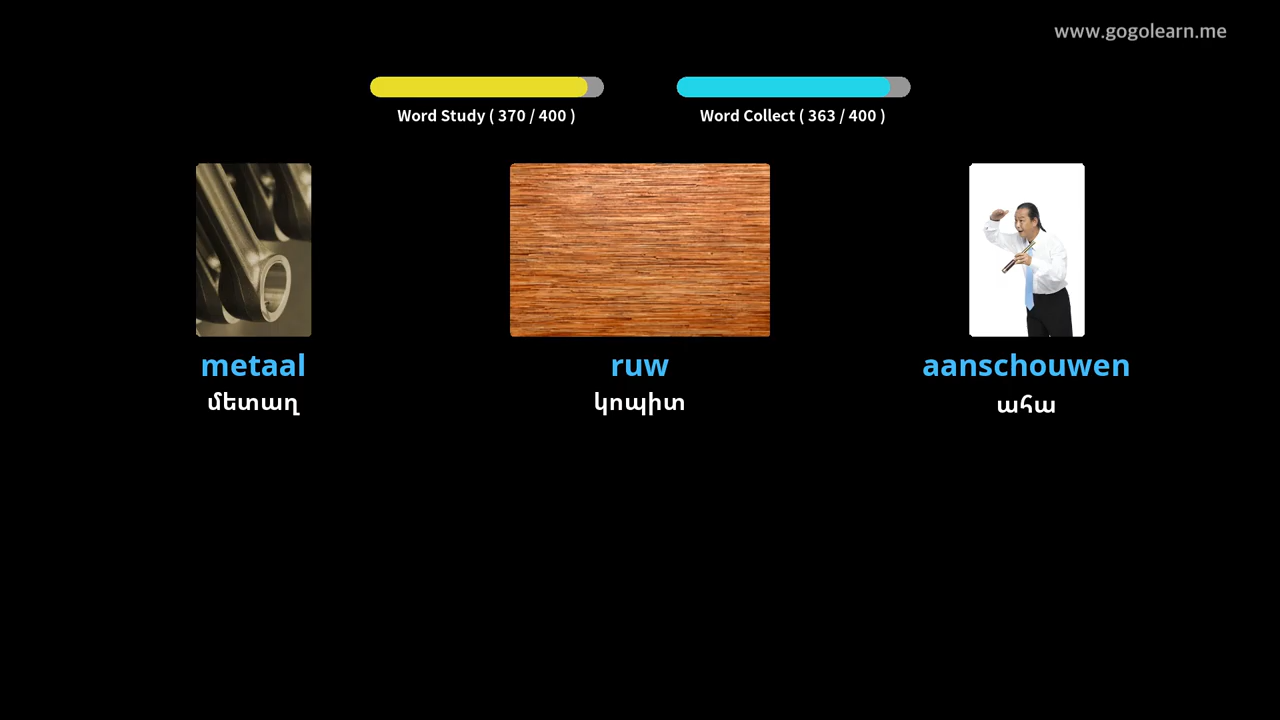 www.gogolearn.me
Word Study ( 370 / 400 )
Word Collect ( 363 / 400 )
metaal
ruw
aanschouwen
մետաղ
կոպիտ
ահա